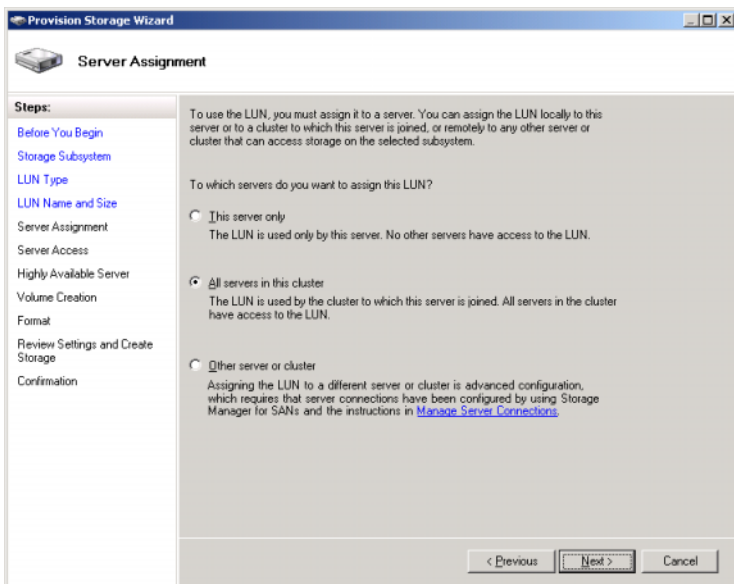 Provision Storage Wizard
Server Assignment
Steps:
Before You Begin
Storage Subsystem
LUN Type
LUN Name and Size
Server Assignment
Server Access
Highly Available Server
Volume Creation
Format
Review Settings and Create
Storage
Confirmation
To use the LUN, you must assign it to a server. You can assign the LUN locally to this
server or to a cluster to which this server is joined, or remotely to any other server or
cluster that can access storage on the selected subsystem.
To which servers do you want to assign this LUN?
This server only
The LUN is used only by this server. No other servers have access to the LUN.
All servers in this cluster
The LUN is used by the cluster to which this server is joined. All servers in the cluster
have access to the LUN.
Other server or cluster
Assigning the LUN to a different server or cluster is advanced configuration,
which requires that server connections have been configured by using Storage
Manager for SANs and the instructions in Manage Server Connections.
< Previous
Next >
Cancel